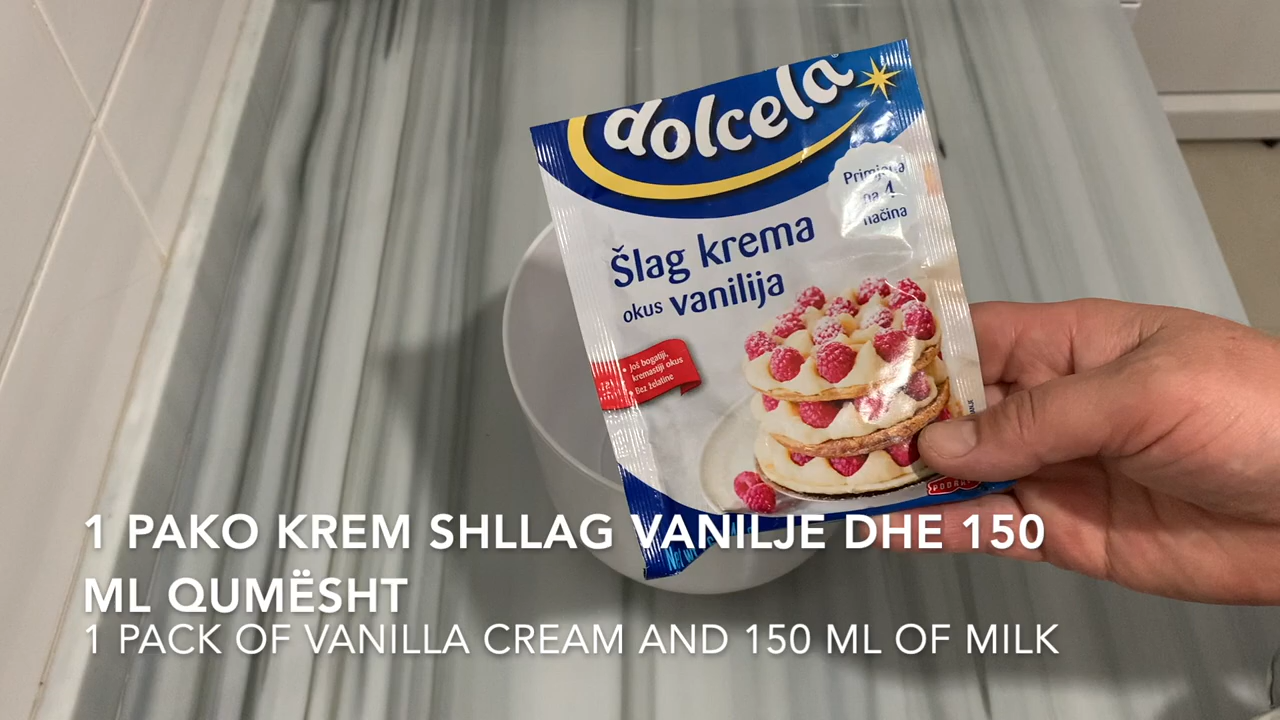 dolcela
Primjena
na 4
načina
Šlag krema
okus vanilija
• Još bogatiji,
kremastiji okus
• Bez želatine
1 PAKO KREM SHLLAG VANILJE DHE 150
ML QUMËSHT
1 PACK OF VANILLA CREAM AND 150 ML OF MILK